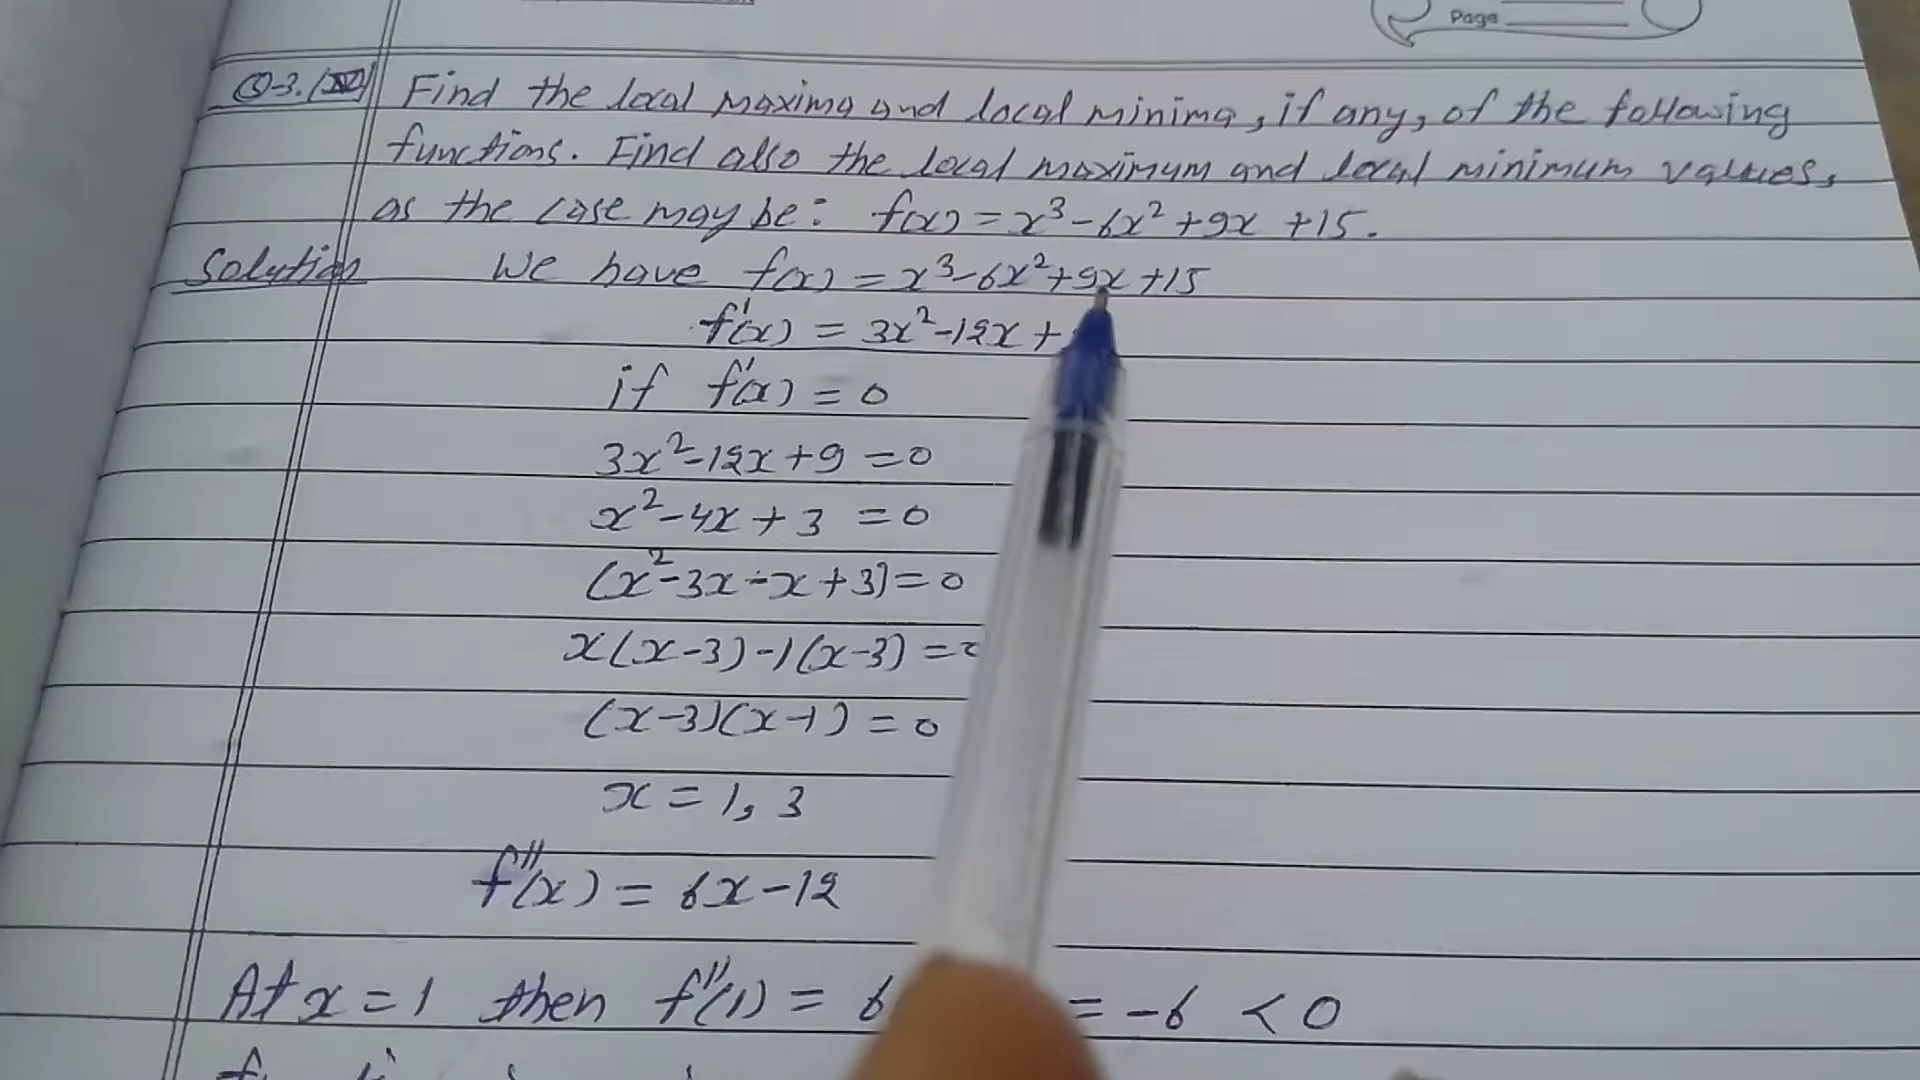 Page
Q-3.(IV) Find the local maxima and local minima, if any, of the following
functions. Find also the local maximum and local minimum values,
as the case may be: f(x) = x³-6x²+9x+15.
Solution We have f(x) = x³-6x²+9x+15
f'(x) = 3x²-12x+
if f'(x) = 0
3x²-12x+9 = 0
x²-4x+3 = 0
(x²-3x-x+3) = 0
x(x-3)-1(x-3) =
(x-3)(x-1) = 0
x = 1, 3
f''(x) = 6x-12
At x = 1 then f''(1) = 6 = -6 < 0